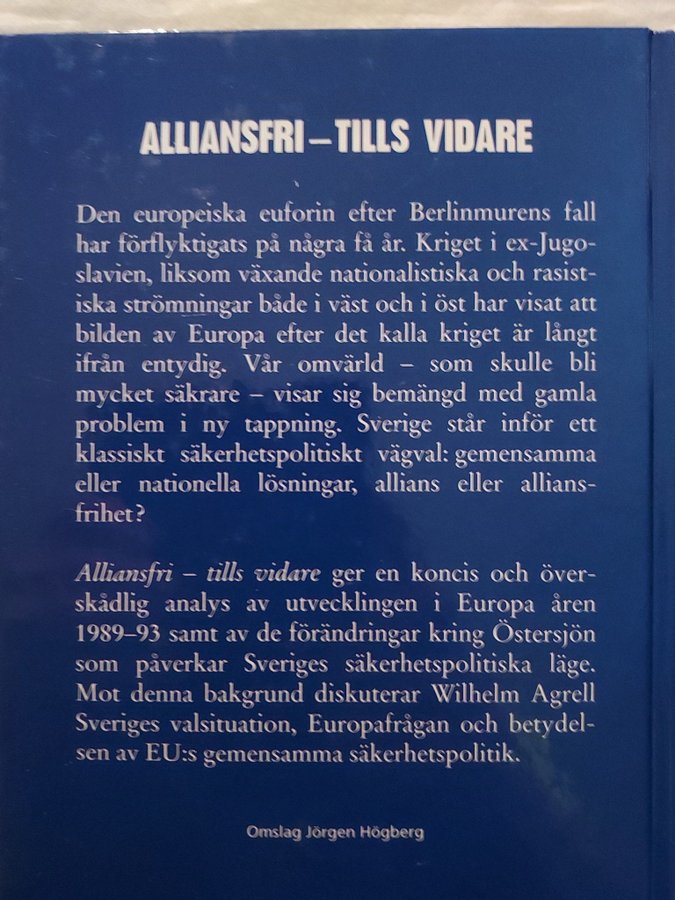 ALLIANSFRI – TILLS VIDARE
Den europeiska euforin efter Berlinmurens fall
har förflyktigats på några få år. Kriget i ex-Jugo-
slavien, liksom växande nationalistiska och rasist-
iska strömningar både i väst och i öst har visat att
bilden av Europa efter det kalla kriget är långt
ifrån entydig. Vår omvärld – som skulle bli
mycket säkrare – visar sig bemängd med gamla
problem i ny tappning. Sverige står inför ett
klassiskt säkerhetspolitiskt vägval: gemensamma
eller nationella lösningar, allians eller allians-
frihet?
Alliansfri – tills vidare ger en koncis och över-
skådlig analys av utvecklingen i Europa åren
1989–93 samt av de förändringar kring Östersjön
som påverkar Sveriges säkerhetspolitiska läge.
Mot denna bakgrund diskuterar Wilhelm Agrell
Sveriges valsituation, Europafrågan och betydel-
sen av EU:s gemensamma säkerhetspolitik.
Omslag Jörgen Högberg